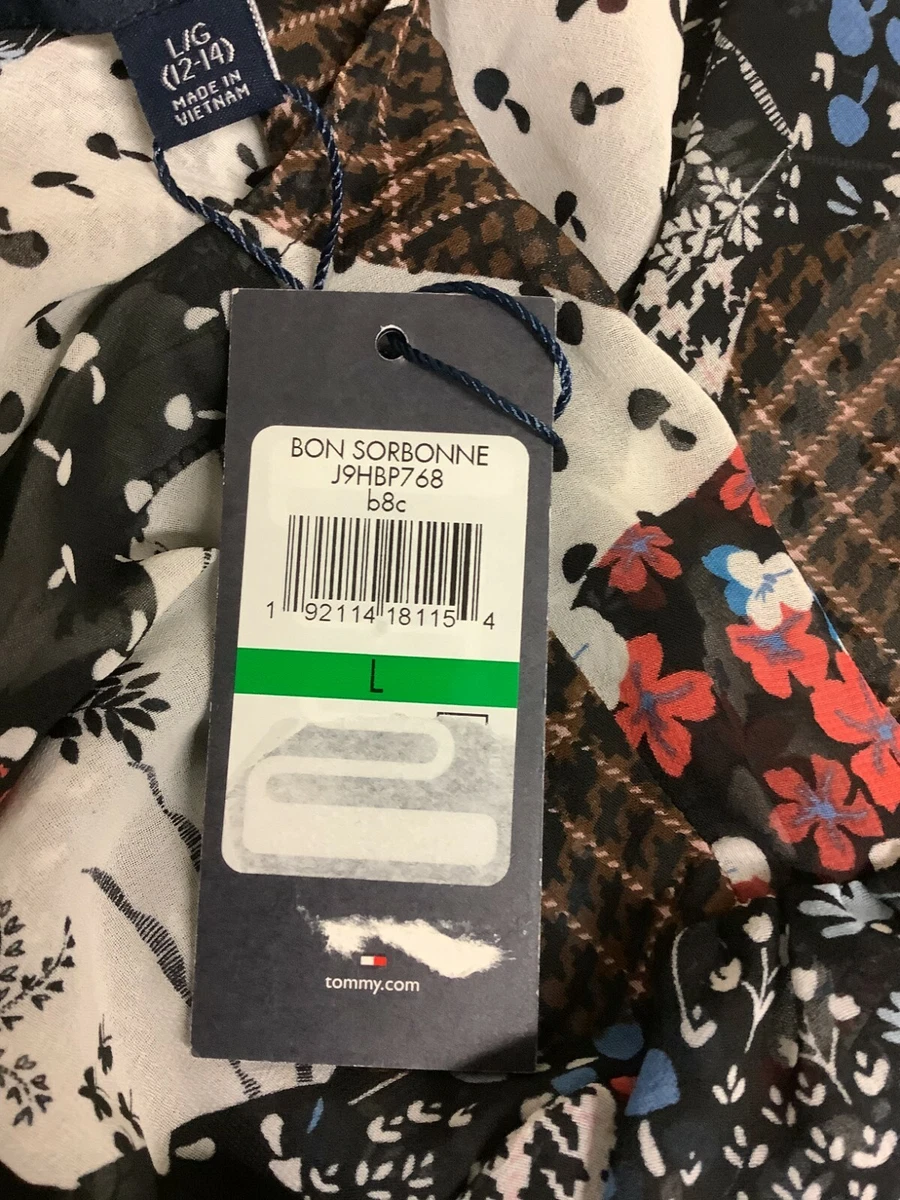 L/G
(12-14)
MADE IN
VIETNAM
BON SORBONNE
J9HBP768
b8c
1 92114 18115 4
L
tommy.com